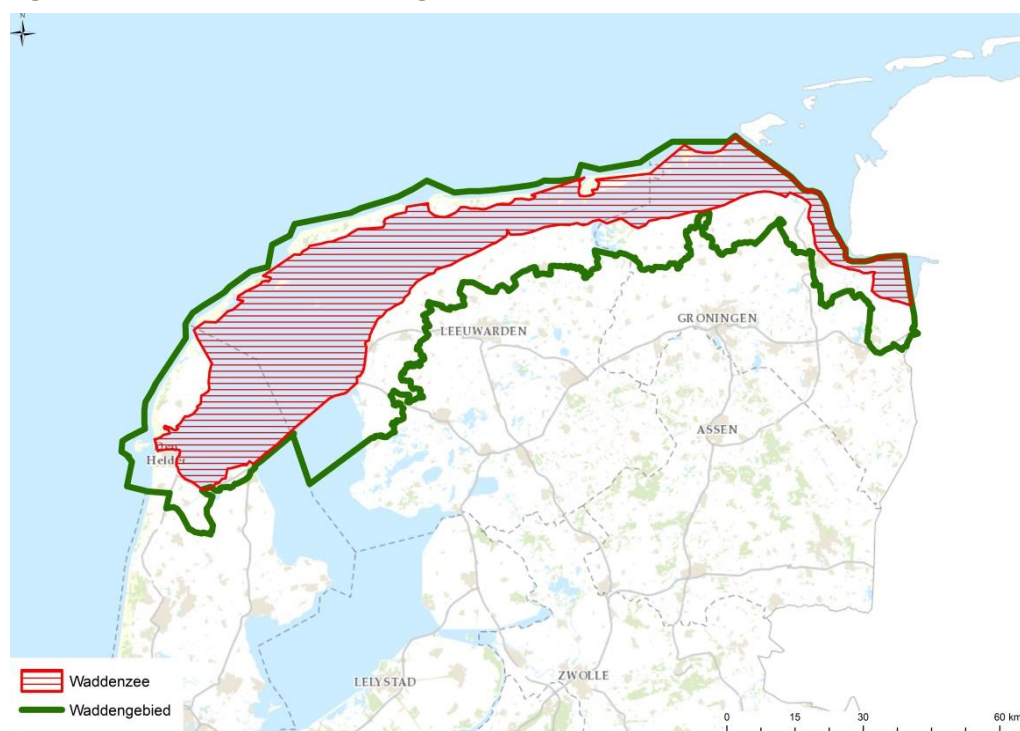 N
LEEUWARDEN
GRONINGEN
ASSEN
Den
Helder
LELYSTAD
ZWOLLE
Waddenzee
Waddengebied
0 15 30 60 km